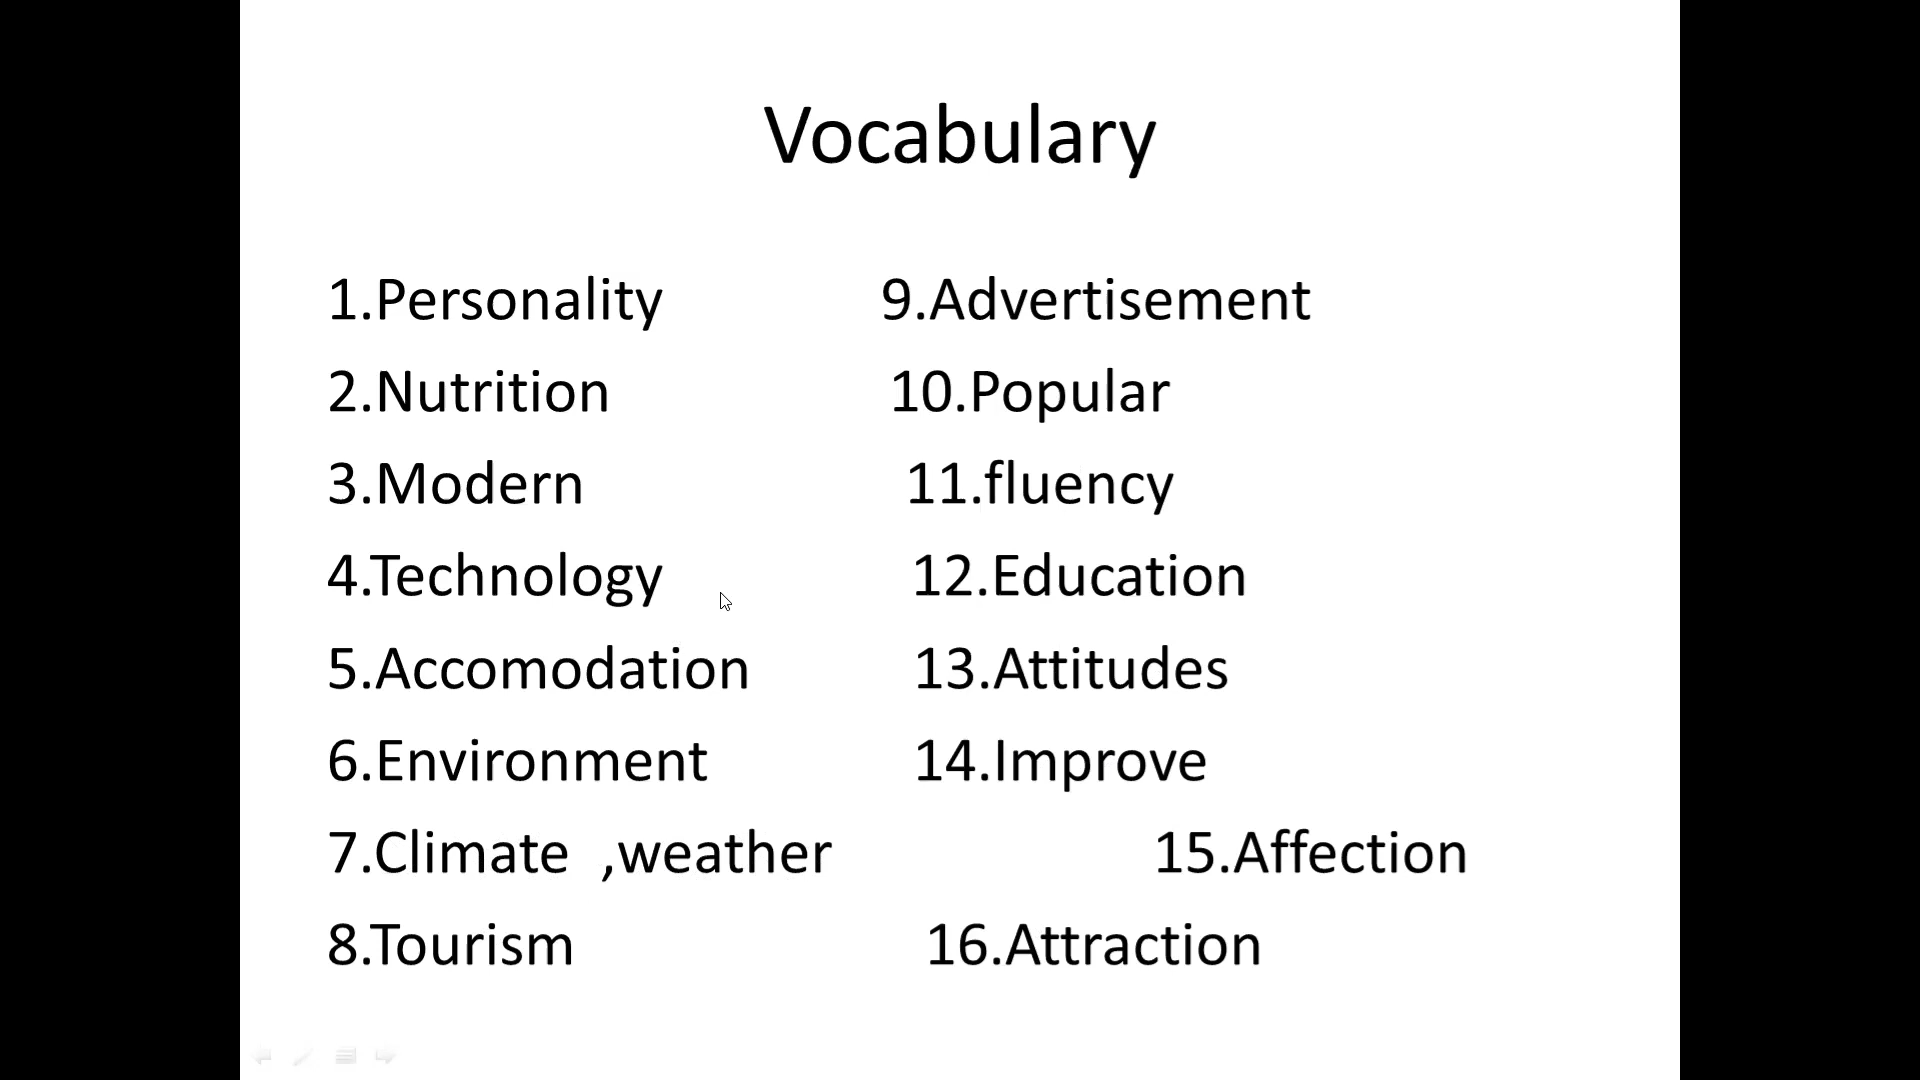 Vocabulary
1.Personality 9.Advertisement
2.Nutrition 10.Popular
3.Modern 11.fluency
4.Technology 12.Education
5.Accomodation 13.Attitudes
6.Environment 14.Improve
7.Climate ,weather 15.Affection
8.Tourism 16.Attraction